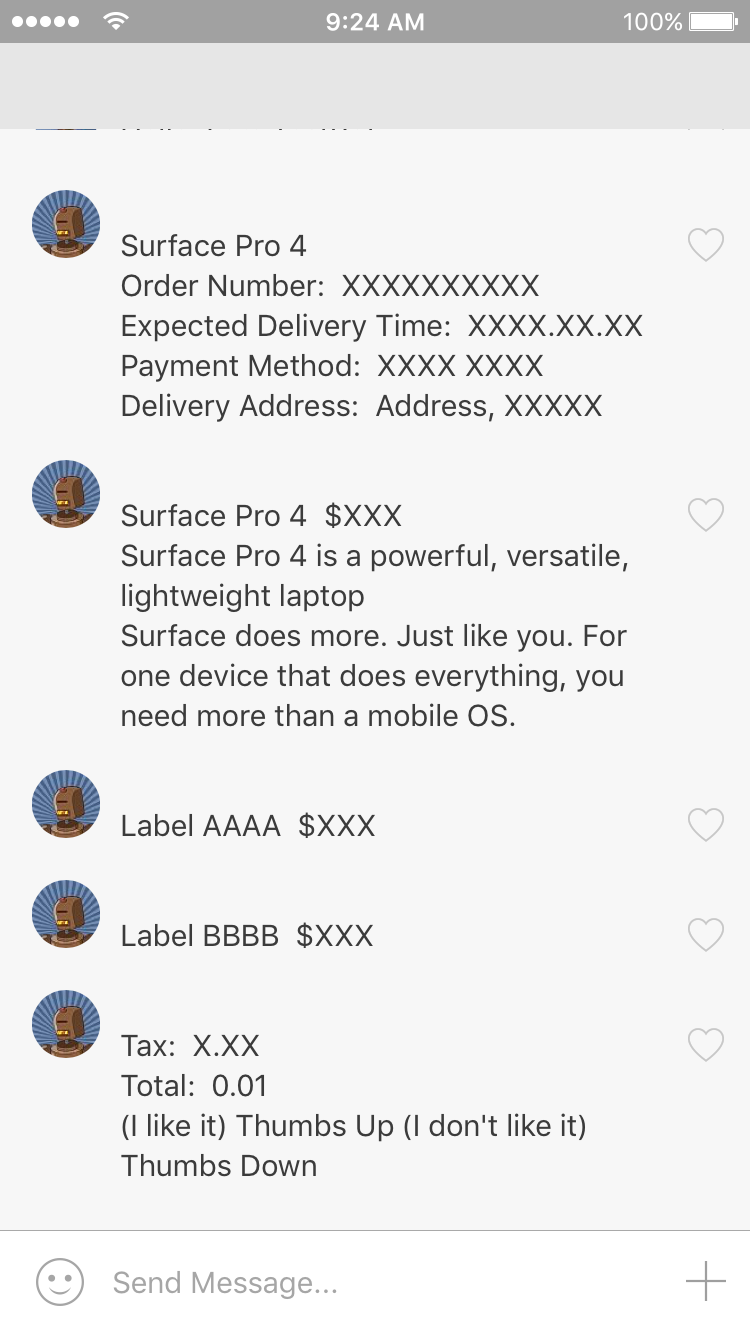 9:24 AM
100%
Surface Pro 4
Order Number:  XXXXXXXXXX
Expected Delivery Time:  XXXX.XX.XX
Payment Method:  XXXX XXXX
Delivery Address:  Address, XXXXX
Surface Pro 4  $XXX
Surface Pro 4 is a powerful, versatile,
lightweight laptop
Surface does more. Just like you. For
one device that does everything, you
need more than a mobile OS.
Label AAAA  $XXX
Label BBBB  $XXX
Tax:  X.XX
Total:  0.01
(I like it) Thumbs Up (I don't like it)
Thumbs Down
Send Message...